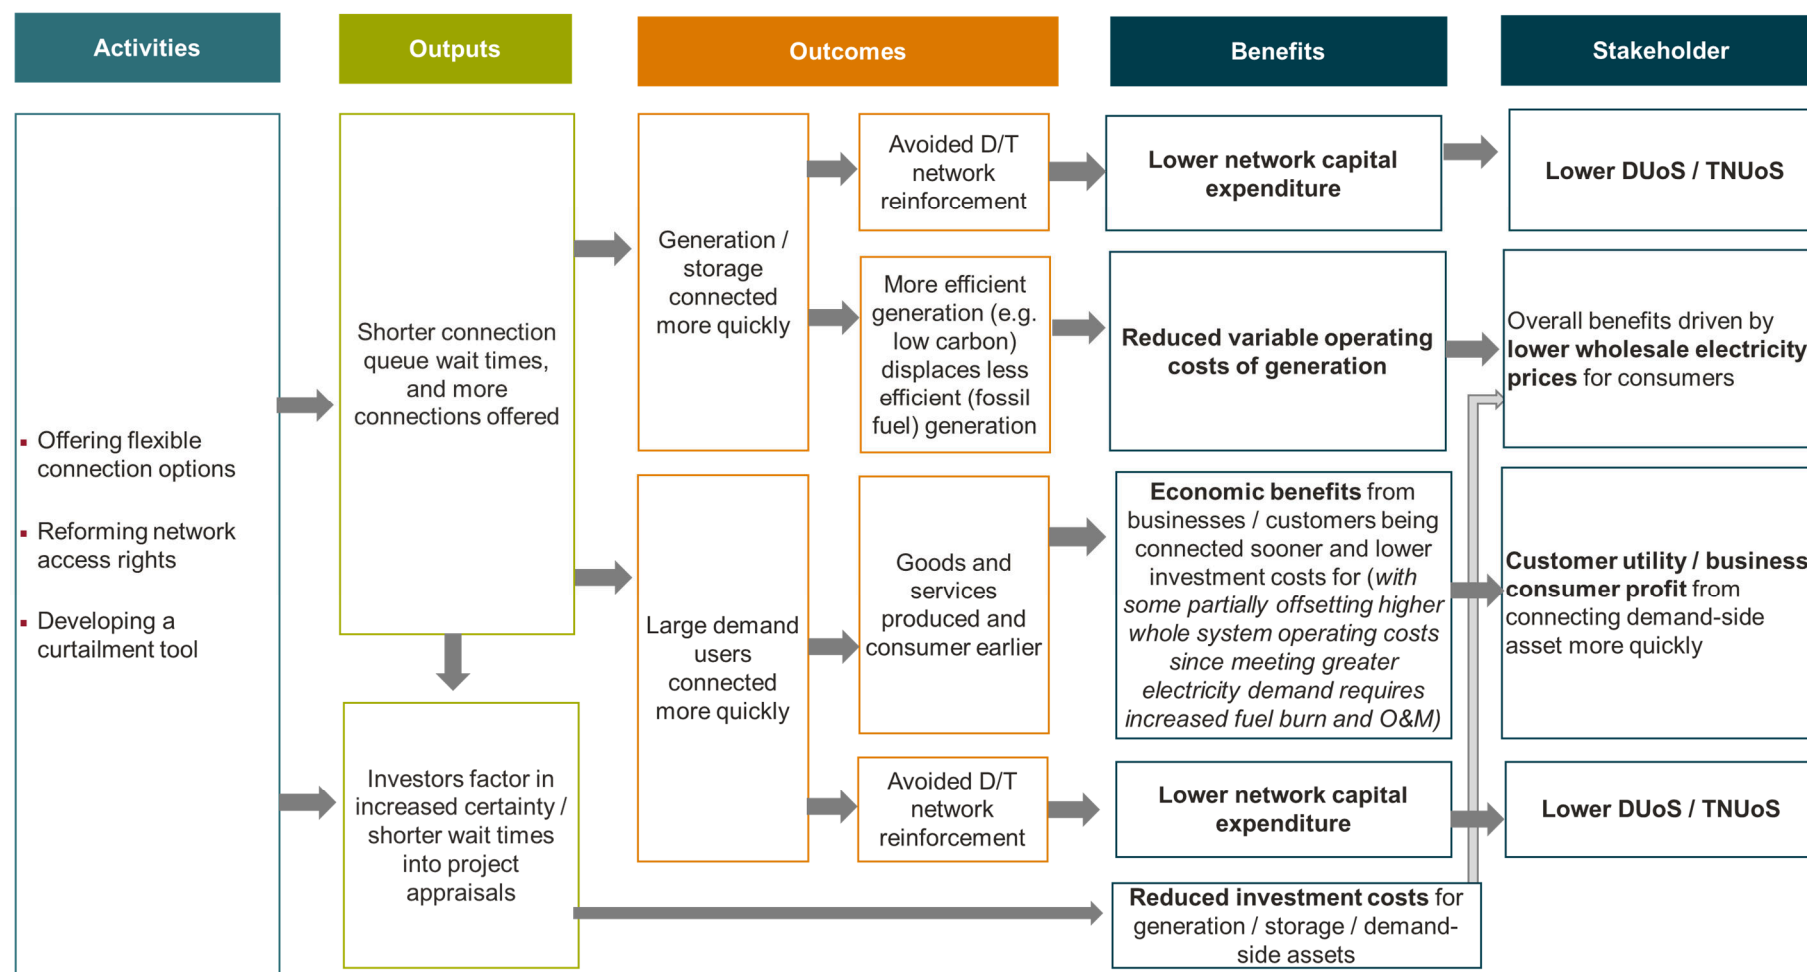 Activities
Outputs
Outcomes
Benefits
Stakeholder
▪ Offering flexible
connection options
▪ Reforming network
access rights
▪ Developing a
curtailment tool
Shorter connection
queue wait times,
and more
connections offered
Investors factor in
increased certainty /
shorter wait times
into project
appraisals
Generation /
storage
connected
more quickly
Large demand
users
connected
more quickly
Avoided D/T
network
reinforcement
More efficient
generation (e.g.
low carbon)
displaces less
efficient (fossil
fuel) generation
Goods and
services
produced and
consumer earlier
Avoided D/T
network
reinforcement
Lower network capital
expenditure
Reduced variable operating
costs of generation
Economic benefits from
businesses / customers being
connected sooner and lower
investment costs for (with
some partially offsetting higher
whole system operating costs
since meeting greater
electricity demand requires
increased fuel burn and O&M)
Lower network capital
expenditure
Reduced investment costs for
generation / storage / demand-
side assets
Lower DUoS / TNUoS
Overall benefits driven by
lower wholesale electricity
prices for consumers
Customer utility / business
consumer profit from
connecting demand-side
asset more quickly
Lower DUoS / TNUoS